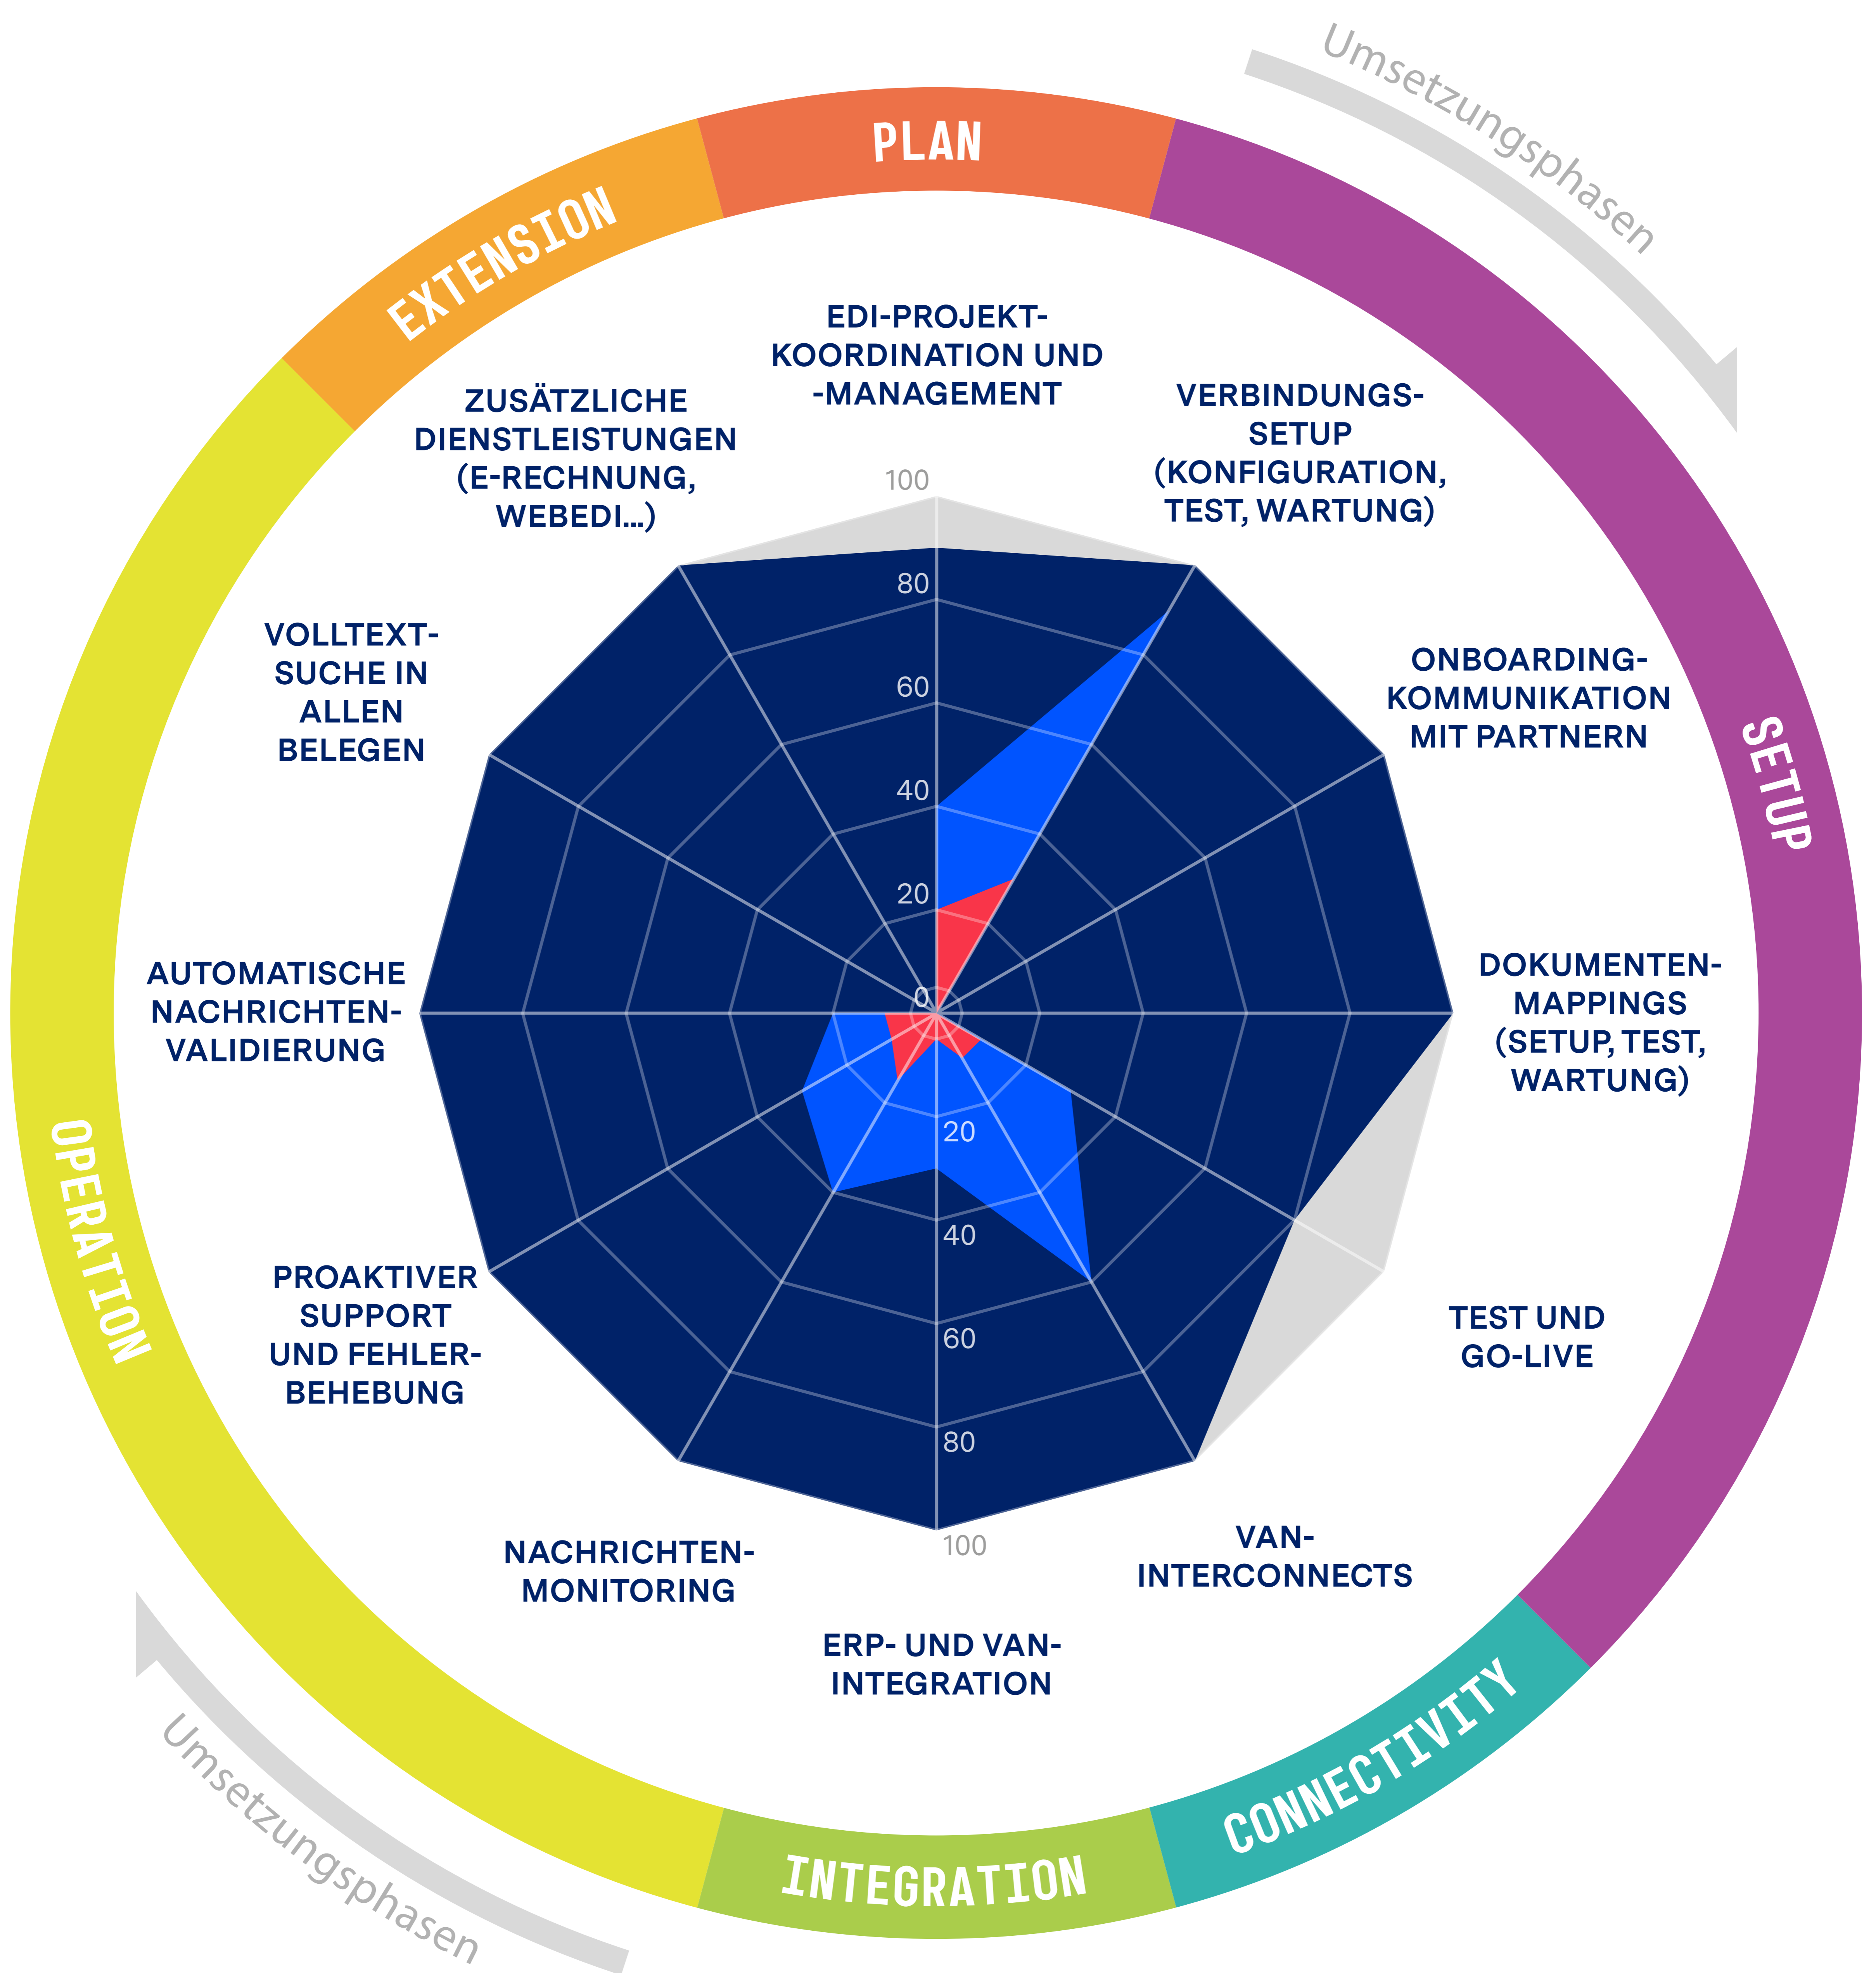 Umsetzungsphasen
PLAN
EXTENSION
SETUP
EDI-PROJEKT-
KOORDINATION UND
-MANAGEMENT
VERBINDUNGS-
SETUP
(KONFIGURATION,
TEST, WARTUNG)
ONBOARDING-
KOMMUNIKATION
MIT PARTNERN
DOKUMENTEN-
MAPPINGS
(SETUP, TEST,
WARTUNG)
TEST UND
GO-LIVE
VAN-
INTERCONNECTS
ERP- UND VAN-
INTEGRATION
NACHRICHTEN-
MONITORING
PROAKTIVER
SUPPORT
UND FEHLER-
BEHEBUNG
AUTOMATISCHE
NACHRICHTEN-
VALIDIERUNG
VOLLTEXT-
SUCHE IN
ALLEN
BELEGEN
ZUSÄTZLICHE
DIENSTLEISTUNGEN
(E-RECHNUNG,
WEBEDI...)
100
80
60
40
20
0
20
40
60
80
100
OPERATION
CONNECTIVITY
INTEGRATION
Umsetzungsphasen